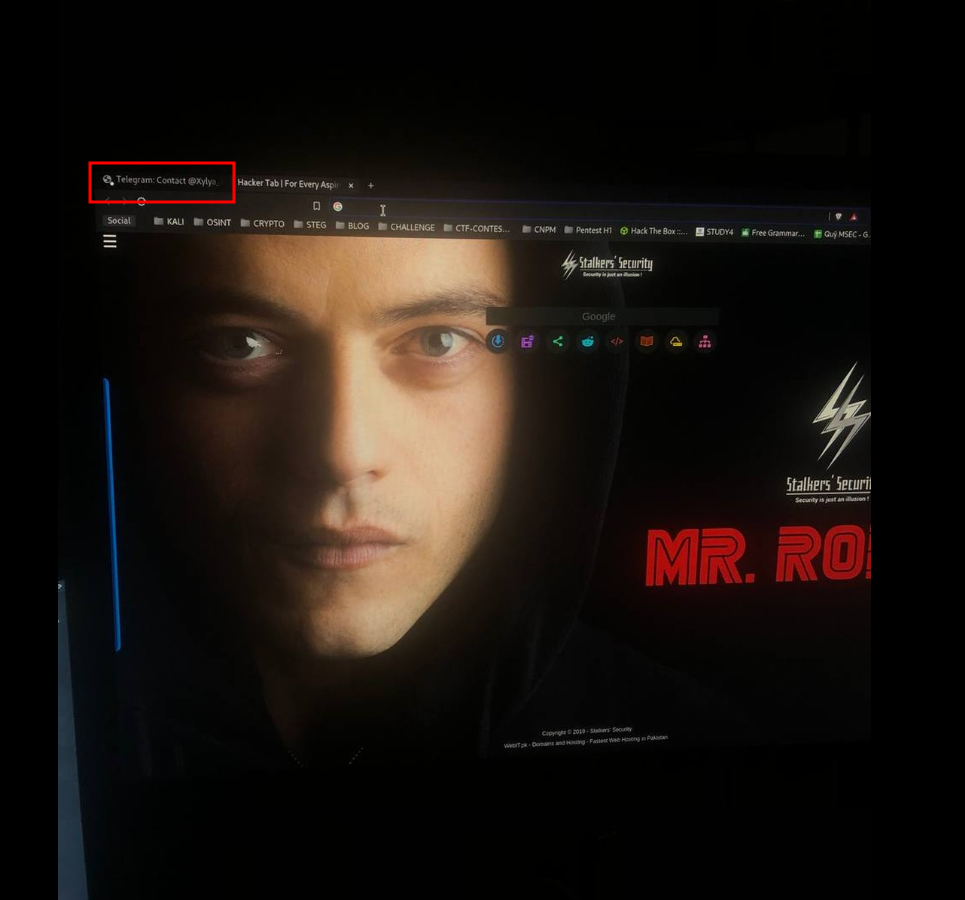 Telegram: Contact @Xylya_
Hacker Tab | For Every Aspi
Social KALI OSINT CRYPTO STEG BLOG CHALLENGE CTF-CONTES... CNPM Pentest H1 Hack The Box ::... STUDY4 Free Grammar... Quỹ MSEC - G...
Stalkers' Security
Security is just an illusion !
Google
Stalkers' Securi
Security is just an illusion !
MR. RO
Copyright © 2019 - Stalkers' Security
WebIT.pk - Domains and Hosting - Fastest Web Hosting in Pakistan